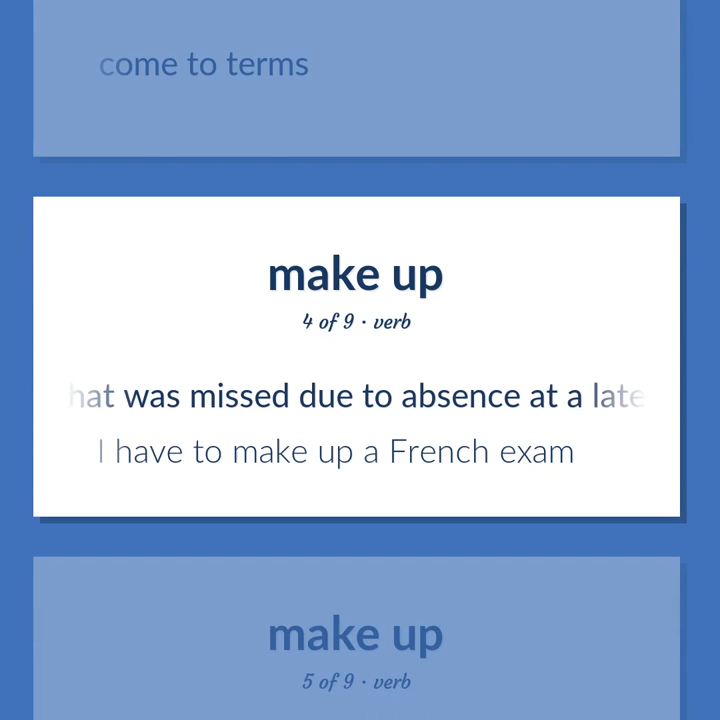 come to terms
make up
4 of 9 · verb
hat was missed due to absence at a late
I have to make up a French exam
make up
5 of 9 · verb